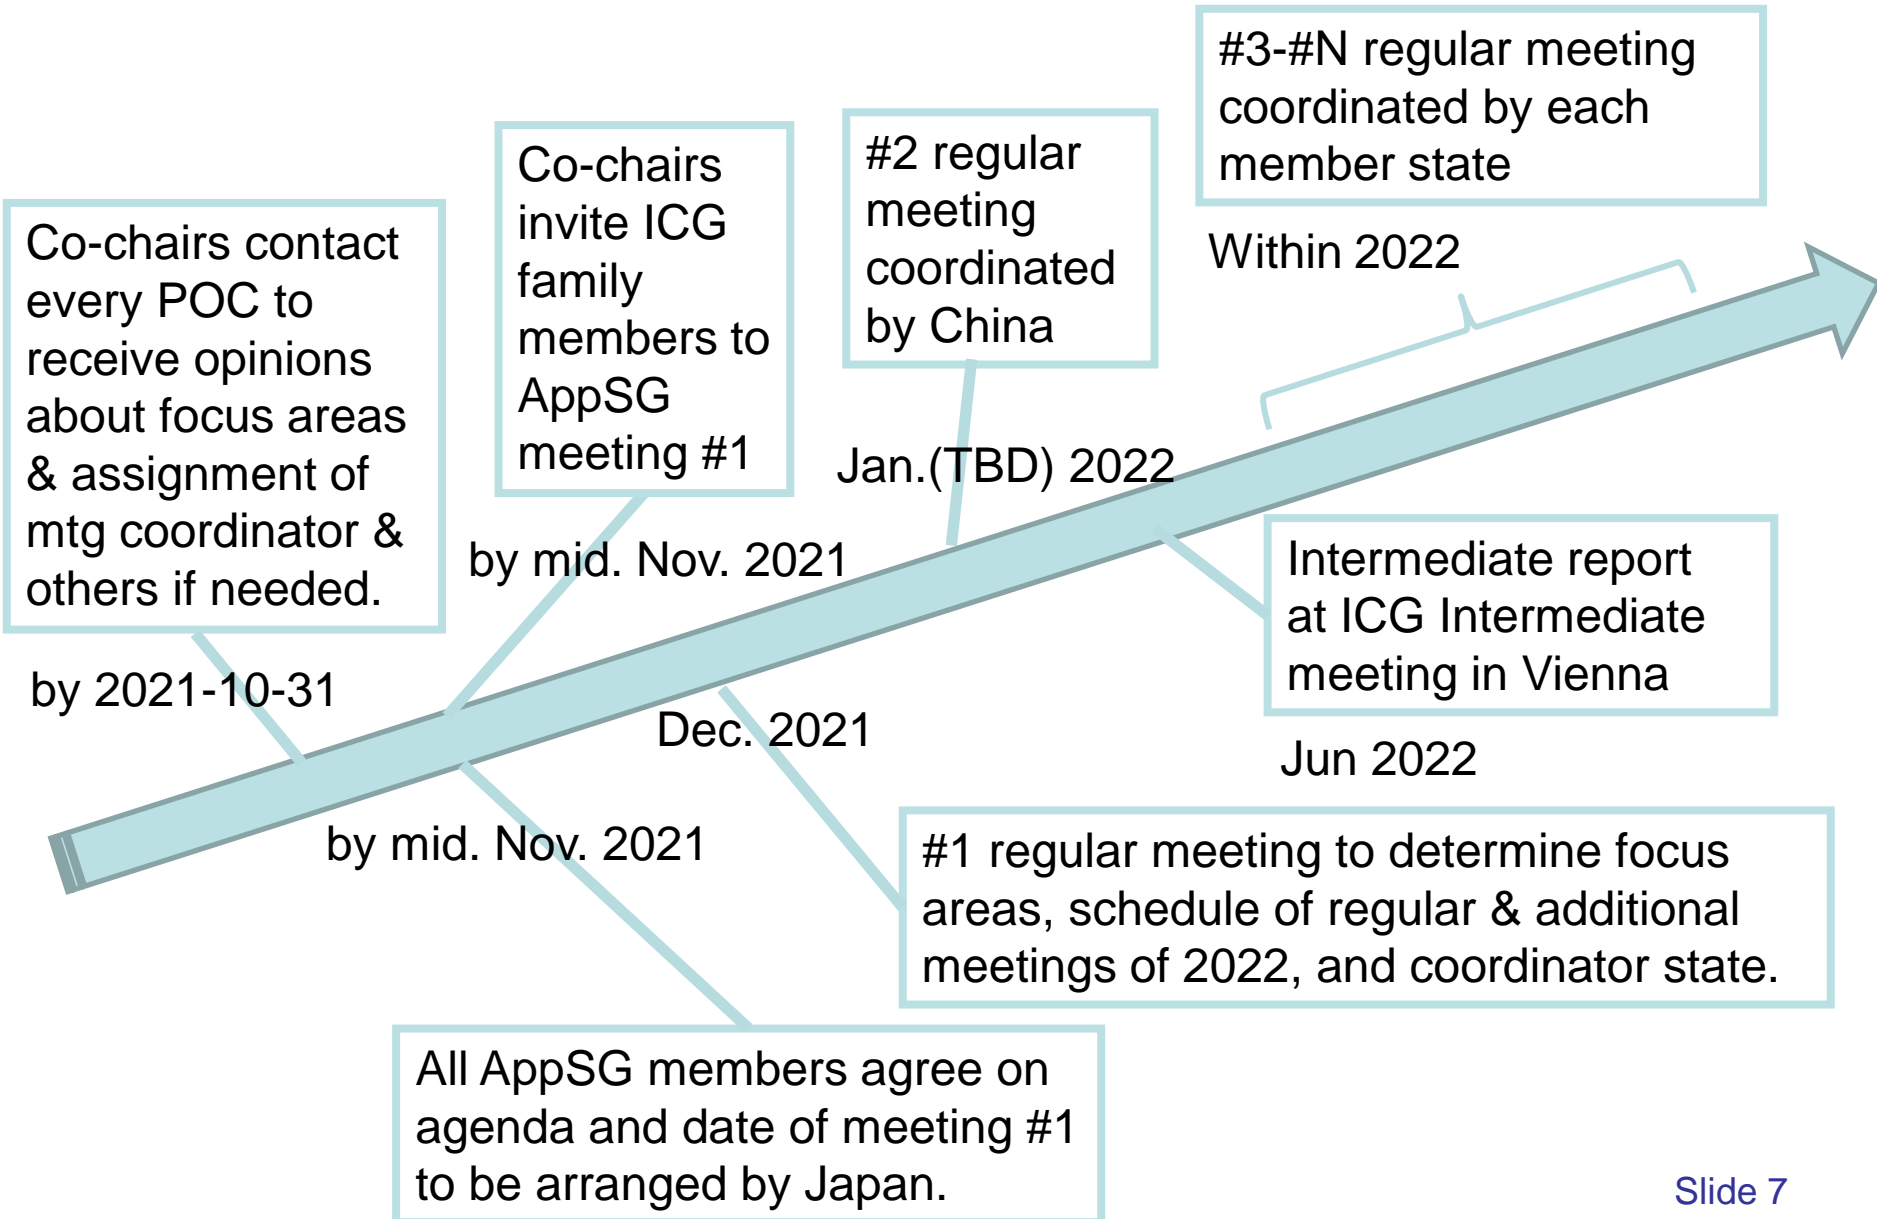 Co-chairs contact
every POC to
receive opinions
about focus areas
& assignment of
mtg coordinator &
others if needed.
by 2021-10-31
Co-chairs
invite ICG
family
members to
AppSG
meeting #1
by mid. Nov. 2021
All AppSG members agree on
agenda and date of meeting #1
to be arranged by Japan.
by mid. Nov. 2021
#1 regular meeting to determine focus
areas, schedule of regular & additional
meetings of 2022, and coordinator state.
Dec. 2021
#2 regular
meeting
coordinated
by China
Jan.(TBD) 2022
Intermediate report
at ICG Intermediate
meeting in Vienna
Jun 2022
#3-#N regular meeting
coordinated by each
member state
Within 2022
Slide 7